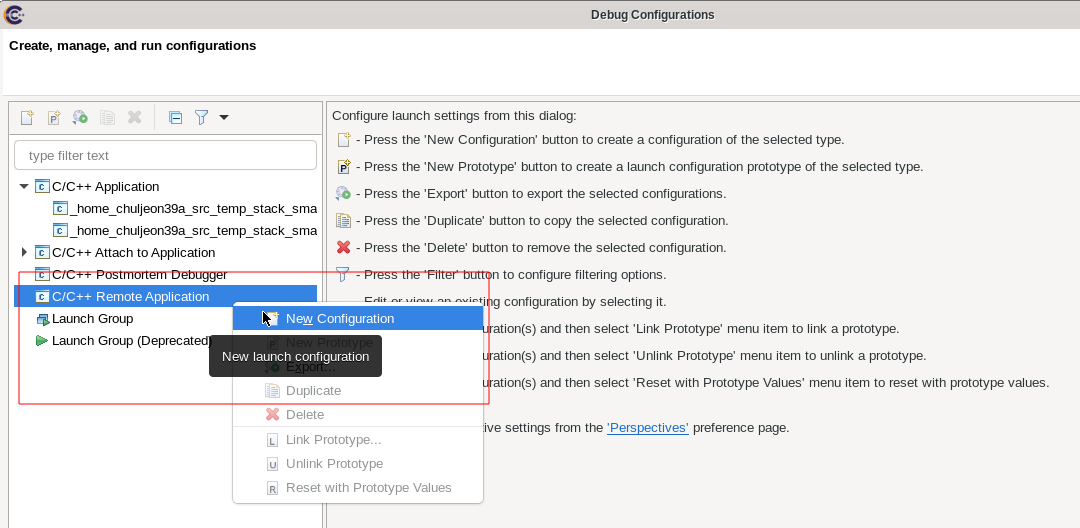 Debug Configurations
Create, manage, and run configurations
type filter text
C/C++ Application
_home_chuljeon39a_src_temp_stack_sma
_home_chuljeon39a_src_temp_stack_sma
C/C++ Attach to Application
C/C++ Postmortem Debugger
C/C++ Remote Application
Launch Group
Launch Group (Deprecated)
Configure launch settings from this dialog:
- Press the 'New Configuration' button to create a configuration of the selected type.
- Press the 'New Prototype' button to create a launch configuration prototype of the selected type.
- Press the 'Export' button to export the selected configurations.
- Press the 'Duplicate' button to copy the selected configuration.
- Press the 'Delete' button to remove the selected configuration.
- Press the 'Filter' button to configure filtering options.
Edit or view an existing configuration by selecting it.
uration(s) and then select 'Link Prototype' menu item to link a prototype.
uration(s) and then select 'Unlink Prototype' menu item to unlink a prototype.
uration(s) and then select 'Reset with Prototype Values' menu item to reset with prototype values.
ive settings from the 'Perspectives' preference page.
New Configuration
New Prototype
New launch configuration
Export...
Duplicate
Delete
Link Prototype...
Unlink Prototype
Reset with Prototype Values